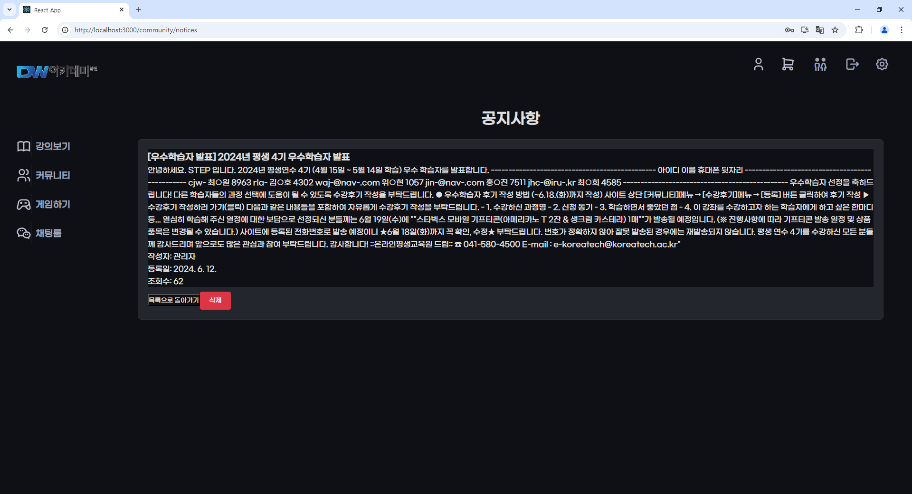 React App
http://localhost:3000/community/notices
DW아카데미
공지사항
강의보기
커뮤니티
게임하기
채팅룸
[우수학습자 발표] 2024년 평생 4기 우수학습자 발표
안녕하세요. STEP 입니다. 2024년 평생연수 4기 (4월 15일 ~ 5월 14일 학습) 우수 학습자를 발표합니다. ------------------------------------------------ 아이디 이름 휴대폰 뒷자리 ------------------------------------
------------ cjw- 최○원 8963 rla- 김○호 4302 waj-@nav-.com 위○현 1057 jin-@nav-.com 홍○진 7511 jhc-@iru-.kr 최○희 4585 ------------------------------------------------ 우수학습자 선정을 축하드
립니다! 다른 학습자들의 과정 선택에 도움이 될 수 있도록 수강후기 작성을 부탁드립니다. ● 우수학습자 후기 작성 방법 (~6.18.(화)까지 작성) 사이트 상단 [커뮤니티]메뉴 → [수강후기]메뉴 → [등록] 버튼 클릭하여 후기 작성 ▶
수강후기 작성하러 가기(클릭) 다음과 같은 내용들을 포함하여 자유롭게 수강후기 작성을 부탁드립니다. - 1. 수강하신 과정명 - 2. 신청 동기 - 3. 학습하면서 좋았던 점 - 4. 이 강좌를 수강하고자 하는 학습자에게 하고 싶은 한마디
등,,, 열심히 학습해 주신 열정에 대한 보답으로 선정되신 분들께는 6월 19일(수)에 ""스타벅스 모바일 기프티콘(아메리카노 T 2잔 & 생크림 카스테라) 1매""가 발송될 예정입니다. (※ 진행사항에 따라 기프티콘 발송 일정 및 상품
품목은 변경될 수 있습니다.) 사이트에 등록된 전화번호로 발송 예정이니 ★6월 18일(화)까지 꼭 확인, 수정★ 부탁드립니다. 번호가 정확하지 않아 잘못 발송된 경우에는 재발송되지 않습니다. 평생 연수 4기를 수강하신 모든 분들
께 감사드리며 앞으로도 많은 관심과 참여 부탁드립니다. 감사합니다! ::온라인평생교육원 드림:: ☎ 041-580-4500 E-mail : e-koreatech@koreatech.ac.kr"
작성자: 관리자
등록일: 2024. 6. 12.
조회수: 62
목록으로 돌아가기
삭제